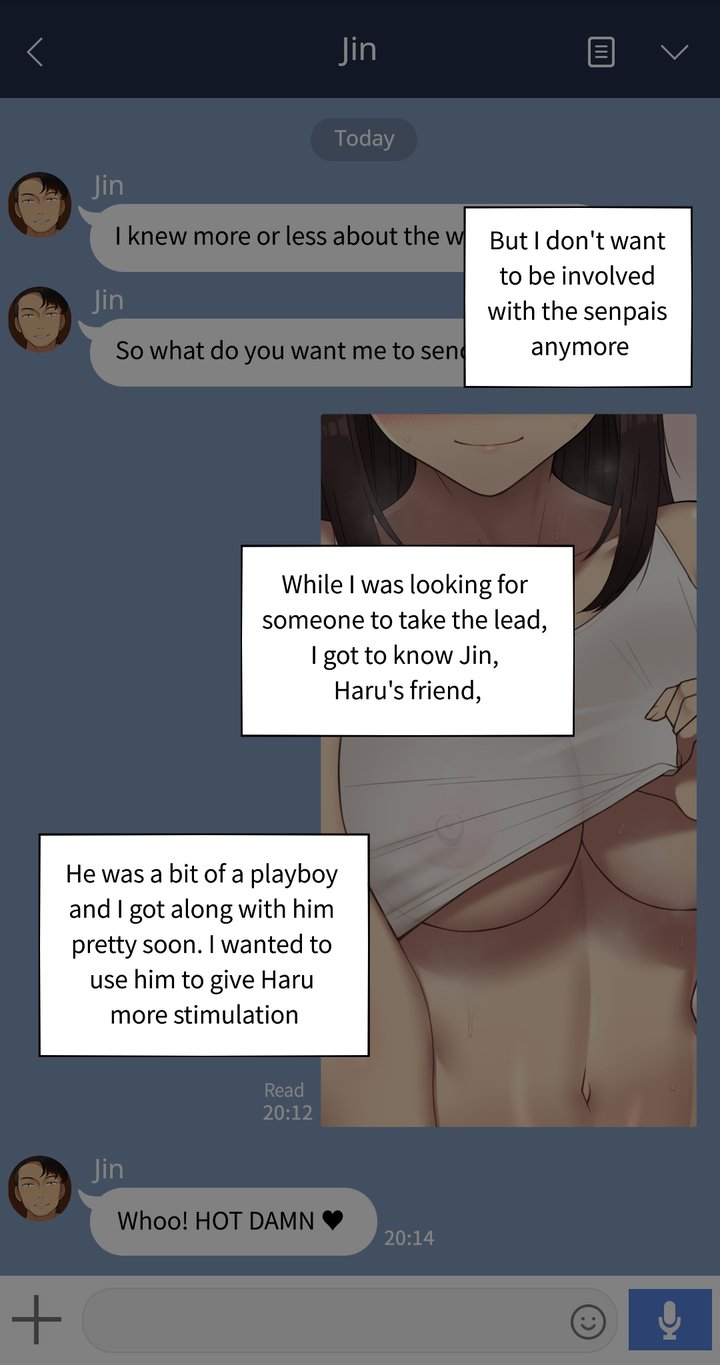 Jin
Today
Jin
I knew more or less about the w
But I don't want
to be involved
with the senpais
anymore
Jin
So what do you want me to send
While I was looking for
someone to take the lead,
I got to know Jin,
Haru's friend,
He was a bit of a playboy
and I got along with him
pretty soon. I wanted to
use him to give Haru
more stimulation
Read
20:12
Jin
Whoo! HOT DAMN ♥
20:14